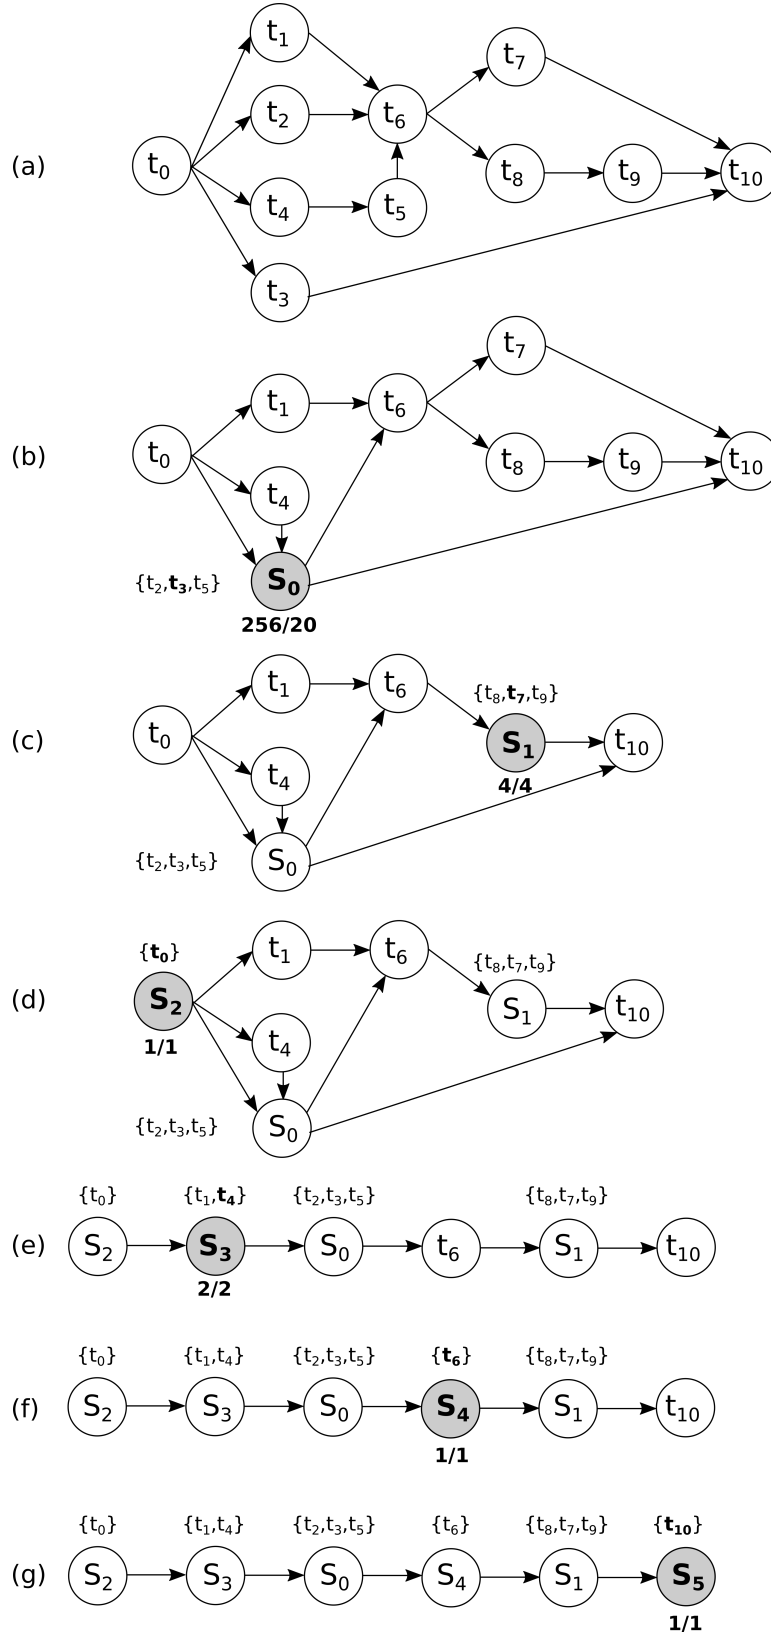 t1
t7
t2
t6
(a)
t0
t8
t9
t10
t4
t5
t3
t7
t1
t6
(b)
t0
t8
t9
t10
t4
{t2,t3,t5}
S0
256/20
t1
t6
{t8,t7,t9}
(c)
t0
S1
t10
t4
4/4
{t2,t3,t5}
S0
{t0}
t1
t6
{t8,t7,t9}
(d)
S2
S1
t10
1/1
t4
{t2,t3,t5}
S0
{t0} {t1,t4} {t2,t3,t5} {t8,t7,t9}
(e) S2 S3 S0 t6 S1 t10
2/2
{t0} {t1,t4} {t2,t3,t5} {t6} {t8,t7,t9}
(f) S2 S3 S0 S4 S1 t10
1/1
{t0} {t1,t4} {t2,t3,t5} {t6} {t8,t7,t9} {t10}
(g) S2 S3 S0 S4 S1 S5
1/1